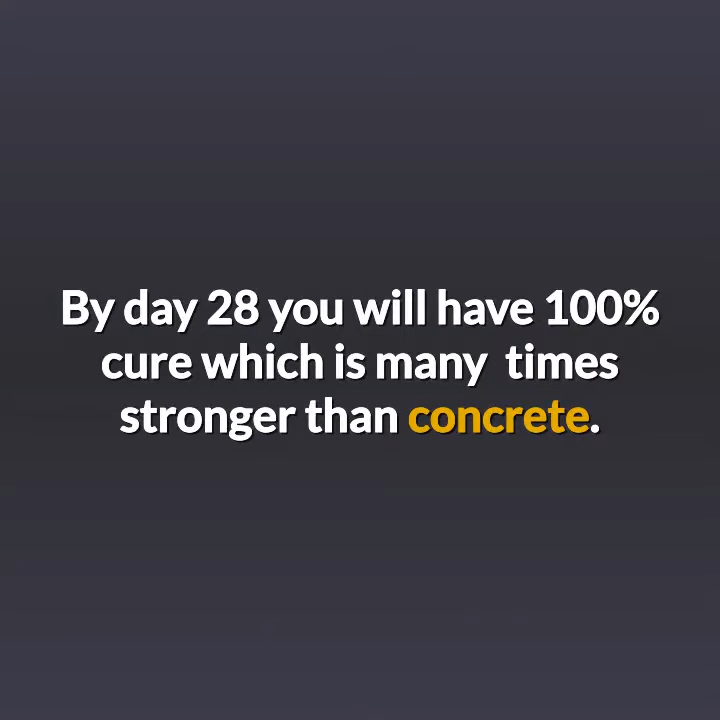 By day 28 you will have 100%
cure which is many  times
stronger than concrete.